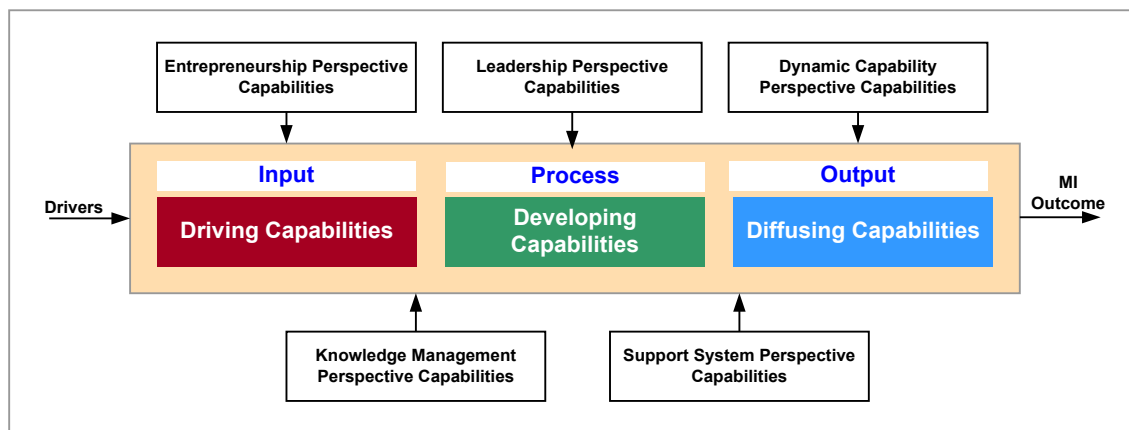 Entrepreneurship Perspective
Capabilities
Leadership Perspective
Capabilities
Dynamic Capability
Perspective Capabilities
Input
Process
Output
Drivers
Driving Capabilities
Developing
Capabilities
Diffusing Capabilities
MI
Outcome
Knowledge Management
Perspective Capabilities
Support System Perspective
Capabilities